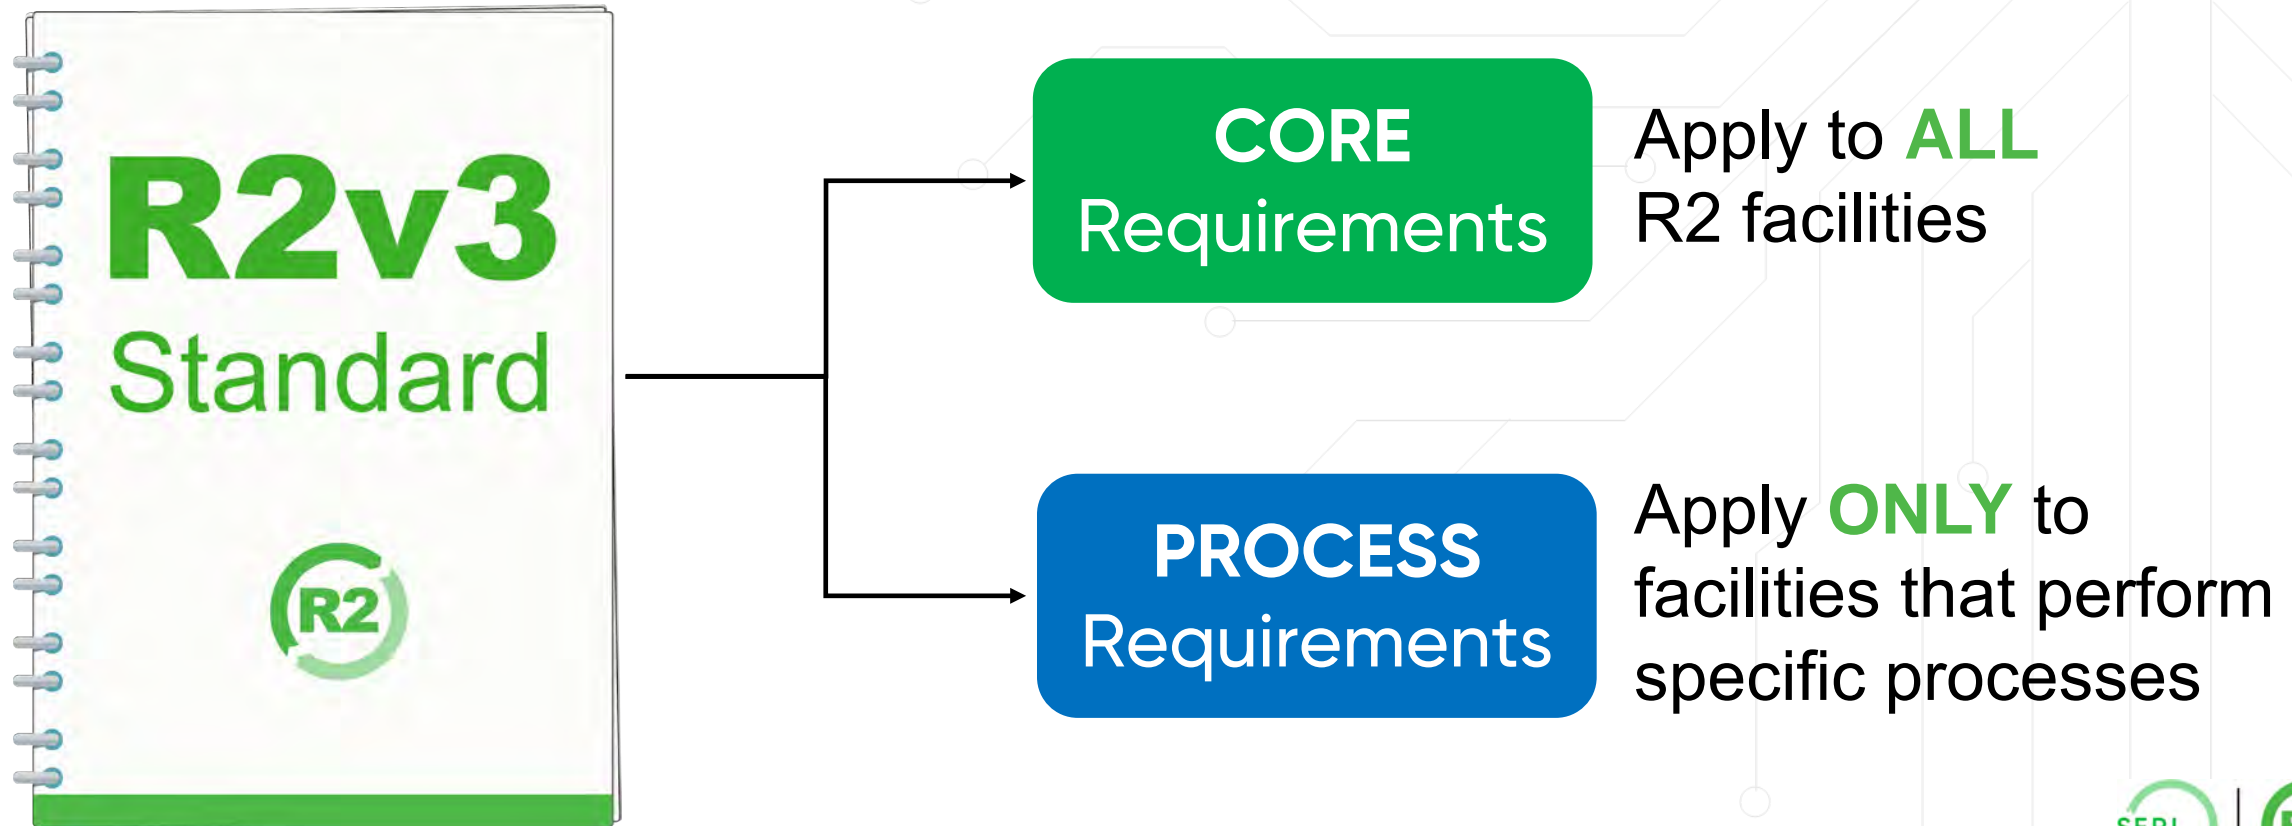 R2v3
Standard
R2
CORE
Requirements
Apply to ALL
R2 facilities
PROCESS
Requirements
Apply ONLY to
facilities that perform
specific processes
SERI